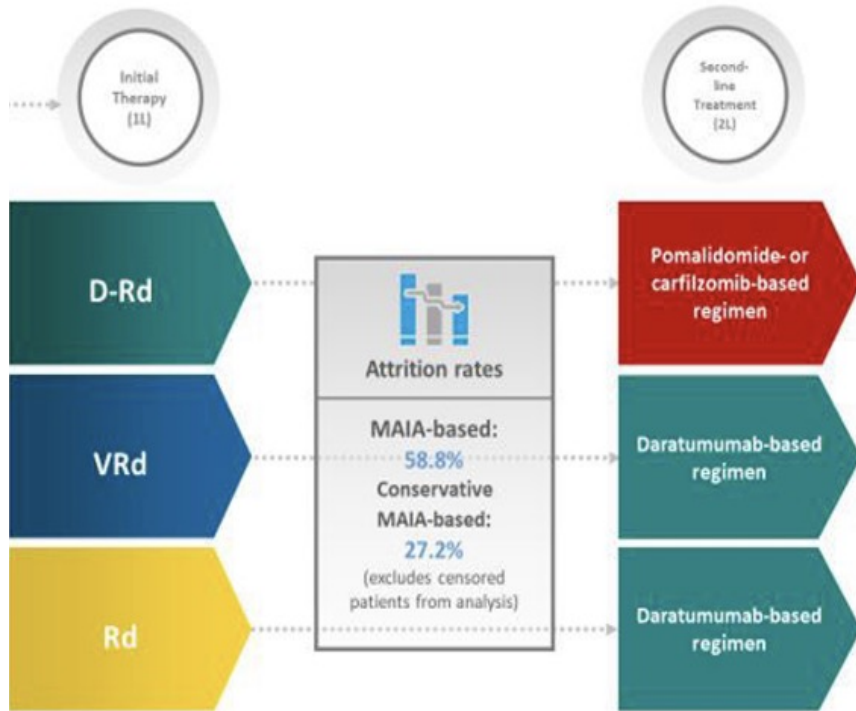 Initial
Therapy
(1L)
Second-
line
Treatment
(2L)
D-Rd
Pomalidomide- or
carfilzomib-based
regimen
Attrition rates
MAIA-based:
58.8%
Conservative
MAIA-based:
27.2%
(excludes censored
patients from analysis)
VRd
Daratumumab-based
regimen
Rd
Daratumumab-based
regimen